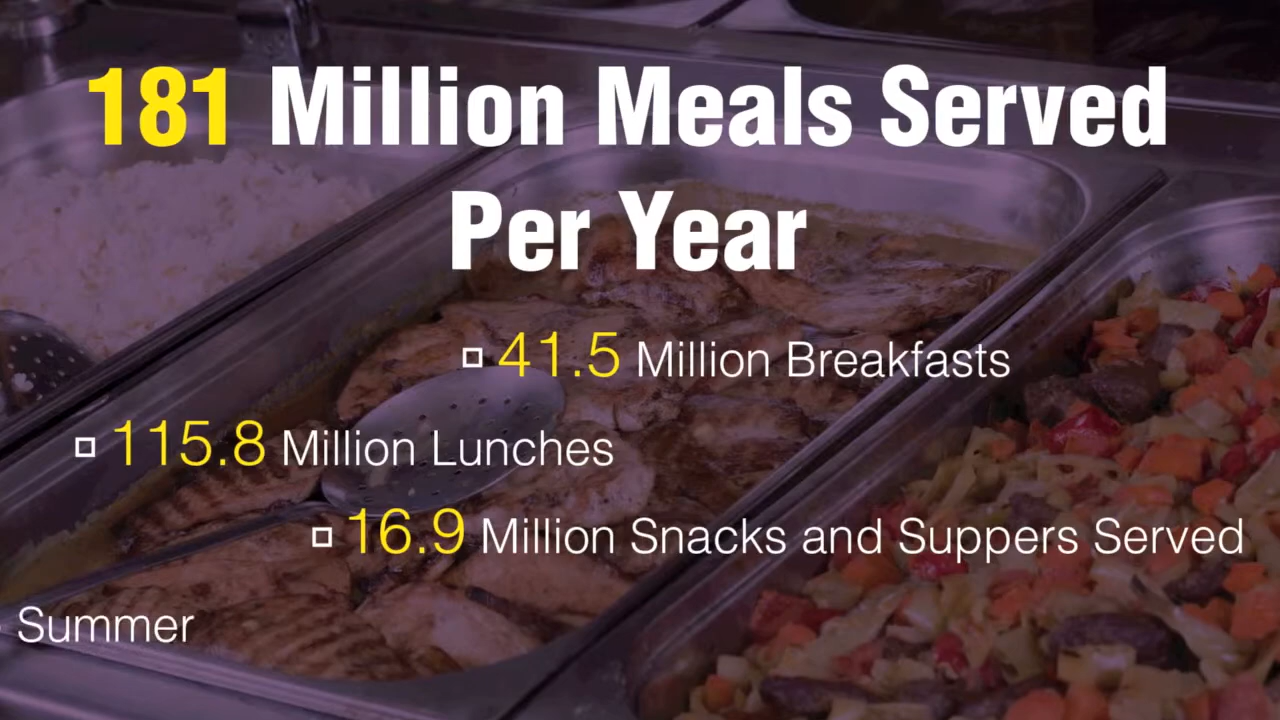 181 Million Meals Served
Per Year
41.5 Million Breakfasts
115.8 Million Lunches
16.9 Million Snacks and Suppers Served
Summer